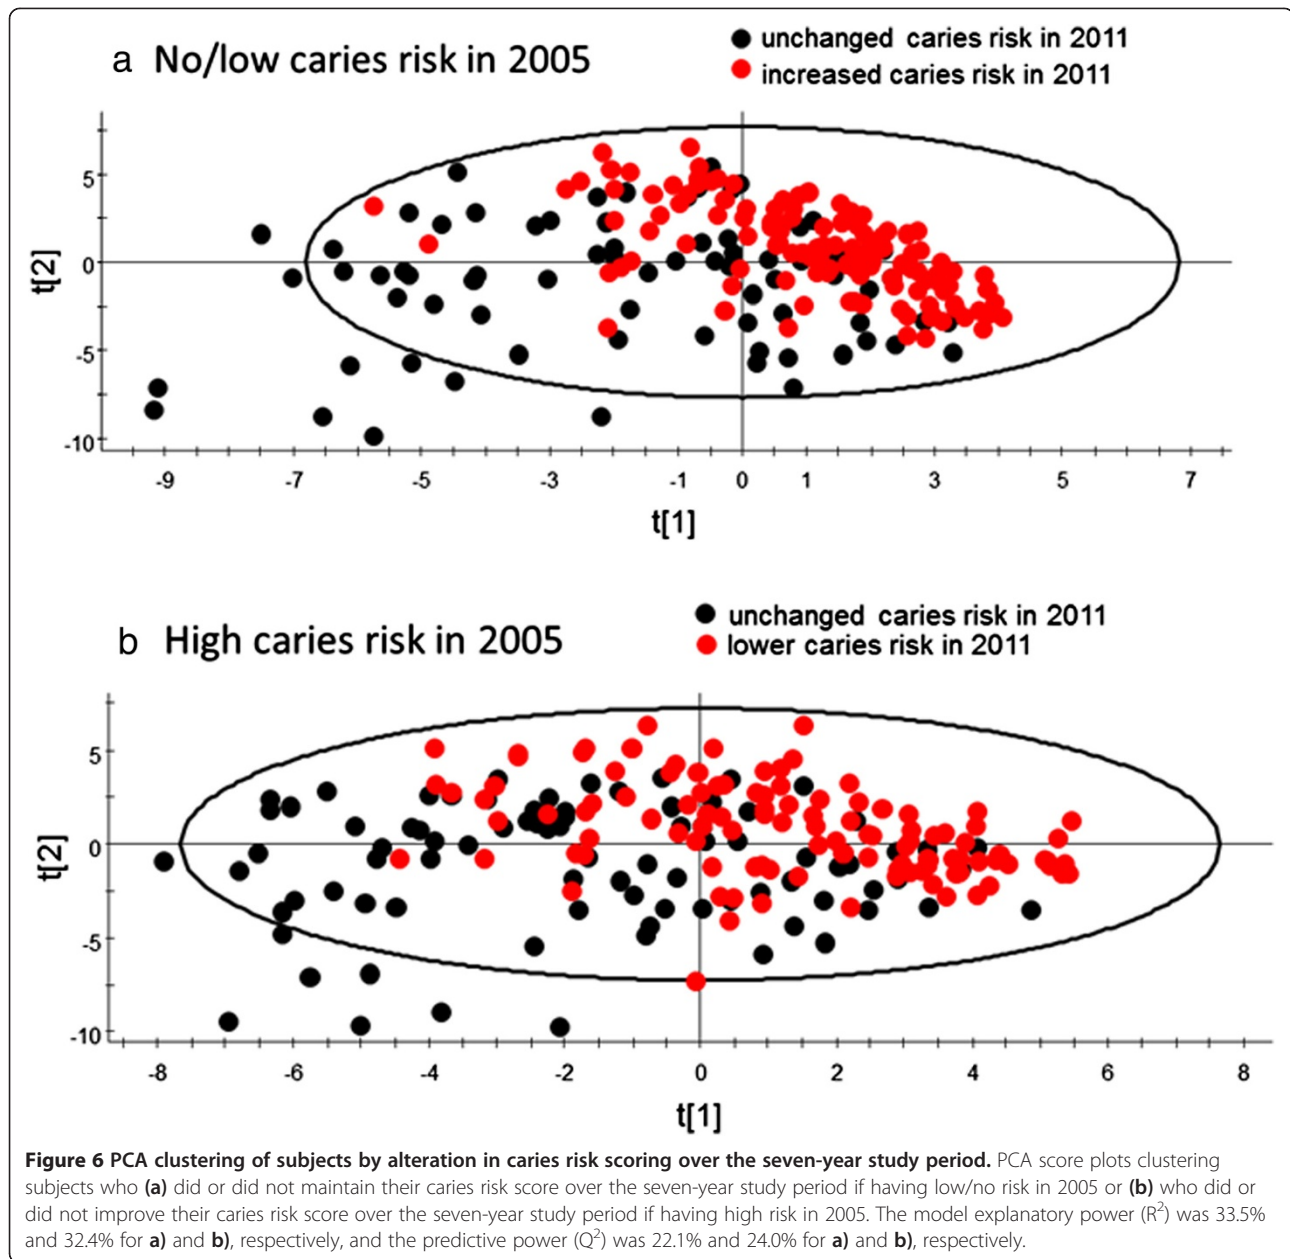 a No/low caries risk in 2005
unchanged caries risk in 2011
increased caries risk in 2011
5
0
-5
-10
t[2]
-9 -7 -5 -3 -1 0 1 3 5 7
t[1]
b High caries risk in 2005
unchanged caries risk in 2011
lower caries risk in 2011
5
0
-5
-10
t[2]
-8 -6 -4 -2 0 2 4 6 8
t[1]
Figure 6 PCA clustering of subjects by alteration in caries risk scoring over the seven-year study period. PCA score plots clustering
subjects who (a) did or did not maintain their caries risk score over the seven-year study period if having low/no risk in 2005 or (b) who did or
did not improve their caries risk score over the seven-year study period if having high risk in 2005. The model explanatory power (R²) was 33.5%
and 32.4% for a) and b), respectively, and the predictive power (Q²) was 22.1% and 24.0% for a) and b), respectively.